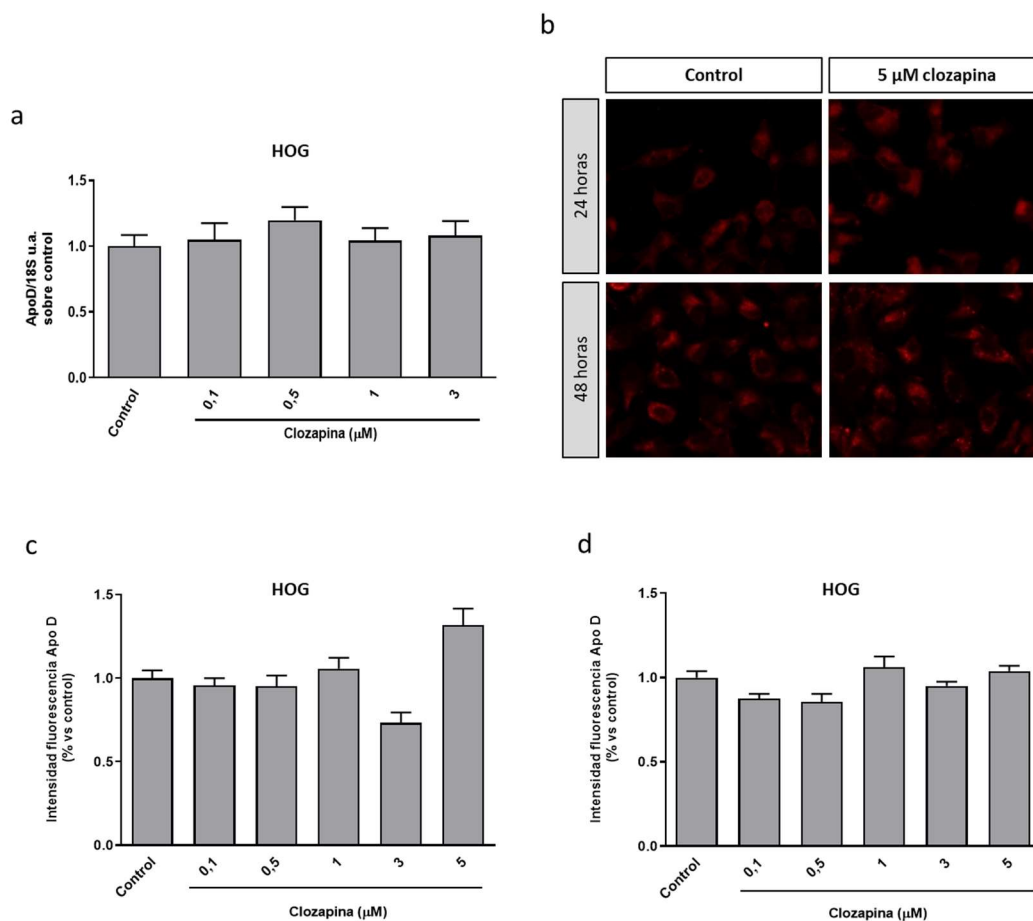 a
HOG
ApoD/18S u.a.
sobre control
1.5
1.0
0.5
0.0
Control
0,1
0,5
1
3
Clozapina (μM)
b
Control
5 μM clozapina
24 horas
48 horas
c
HOG
Intensidad fluorescencia Apo D
(% vs control)
1.5
1.0
0.5
0.0
Control
0,1
0,5
1
3
5
Clozapina (μM)
d
HOG
Intensidad fluorescencia Apo D
(% vs control)
1.5
1.0
0.5
0.0
Control
0,1
0,5
1
3
5
Clozapina (μM)